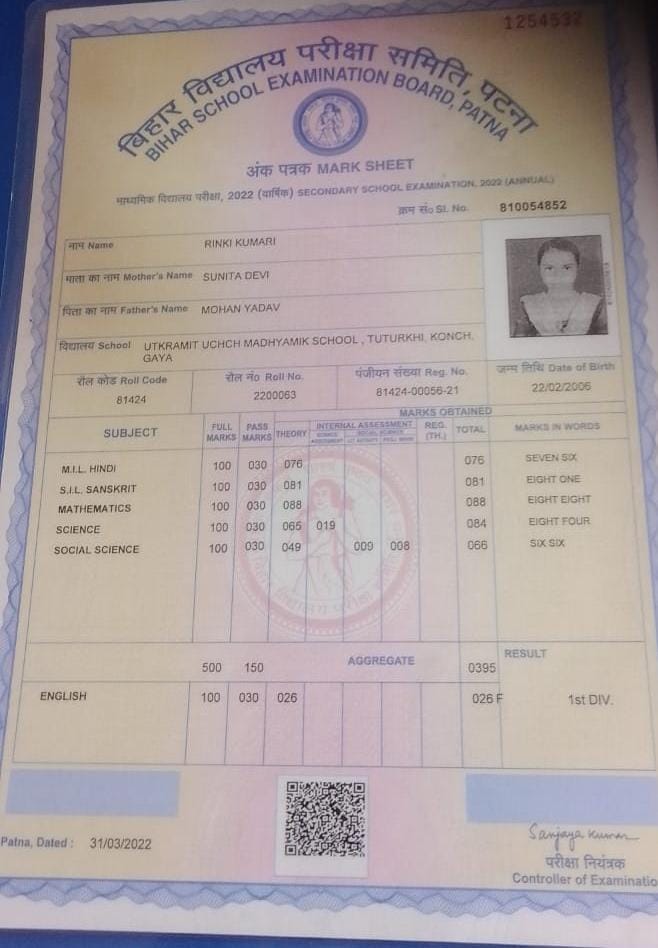 1254532
बिहार विद्यालय परीक्षा समिति, पटना
BIHAR SCHOOL EXAMINATION BOARD, PATNA
अंक पत्रक MARK SHEET
माध्यमिक विद्यालय परीक्षा, 2022 (वार्षिक) SECONDARY SCHOOL EXAMINATION, 2022 (ANNUAL)
क्रम सं० Sl. No. 810054852
नाम Name RINKI KUMARI
माता का नाम Mother's Name SUNITA DEVI
पिता का नाम Father's Name MOHAN YADAV
विद्यालय School UTKRAMIT UCHCH MADHYAMIK SCHOOL , TUTURKHI, KONCH,
GAYA
रौल कोड Roll Code रोल नं० Roll No. पंजीयन संख्या Reg. No. जन्म तिथि Date of Birth
81424 2200063 81424-00056-21 22/02/2006
MARKS OBTAINED
SUBJECT FULL MARKS PASS MARKS THEORY INTERNAL ASSESSMENT REG. (TH.) TOTAL MARKS IN WORDS
M.I.L. HINDI 100 030 076 076 SEVEN SIX
S.I.L. SANSKRIT 100 030 081 081 EIGHT ONE
MATHEMATICS 100 030 088 088 EIGHT EIGHT
SCIENCE 100 030 065 019 084 EIGHT FOUR
SOCIAL SCIENCE 100 030 049 009 008 066 SIX SIX
500 150 AGGREGATE 0395 RESULT
ENGLISH 100 030 026 026 F 1st DIV.
Patna, Dated : 31/03/2022
Sanjaya Kumar
परीक्षा नियंत्रक
Controller of Examinatio